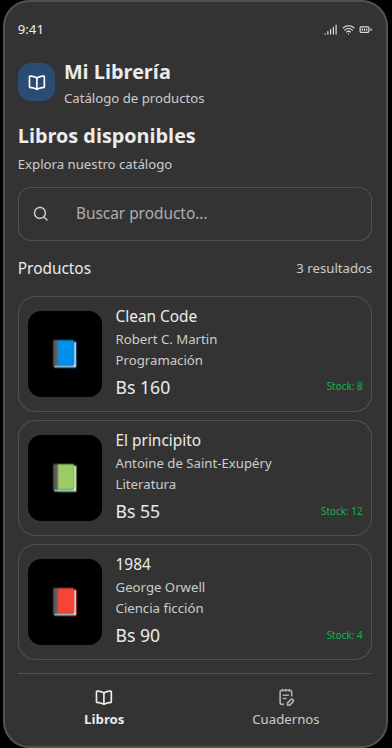 9:41
Mi Librería
Catálogo de productos
Libros disponibles
Explora nuestro catálogo
Buscar producto...
Productos
3 resultados
Clean Code
Robert C. Martin
Programación
Bs 160
Stock: 8
El principito
Antoine de Saint-Exupéry
Literatura
Bs 55
Stock: 12
1984
George Orwell
Ciencia ficción
Bs 90
Stock: 4
Libros
Cuadernos